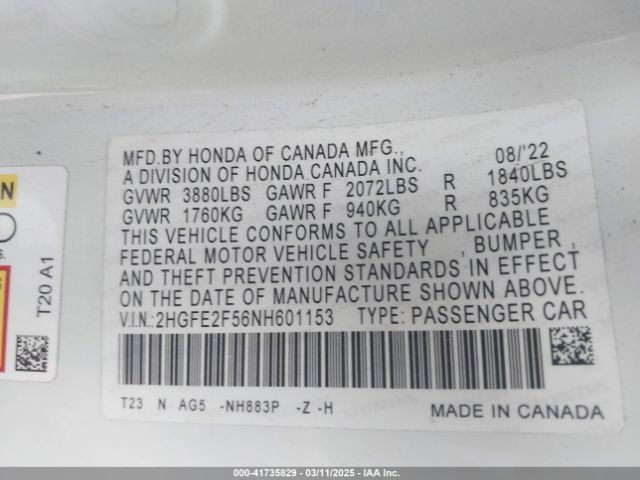 MFD.BY HONDA OF CANADA MFG., 08/'22
A DIVISION OF HONDA CANADA INC.
GVWR 3880LBS GAWR F 2072LBS R 1840LBS
GVWR 1760KG GAWR F 940KG R 835KG
THIS VEHICLE CONFORMS TO ALL APPLICABLE
FEDERAL MOTOR VEHICLE SAFETY , BUMPER ,
AND THEFT PREVENTION STANDARDS IN EFFECT
ON THE DATE OF MANUFACTURE SHOWN ABOVE.
V.I.N.:2HGFE2F56NH601153 TYPE: PASSENGER CAR
T23 N AG5 -NH883P -Z -H
MADE IN CANADA
T20 A1
000-41735829 - 03/11/2025 - IAA Inc.